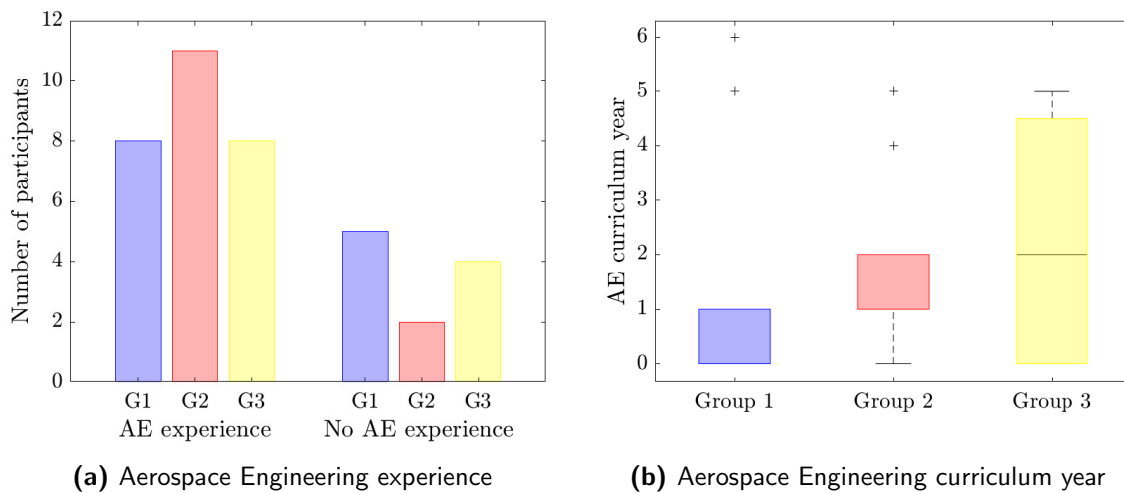 12
10
8
6
4
2
0
Number of participants
G1 G2 G3 G1 G2 G3
AE experience No AE experience
(a) Aerospace Engineering experience
6
5
4
3
2
1
0
AE curriculum year
Group 1 Group 2 Group 3
(b) Aerospace Engineering curriculum year